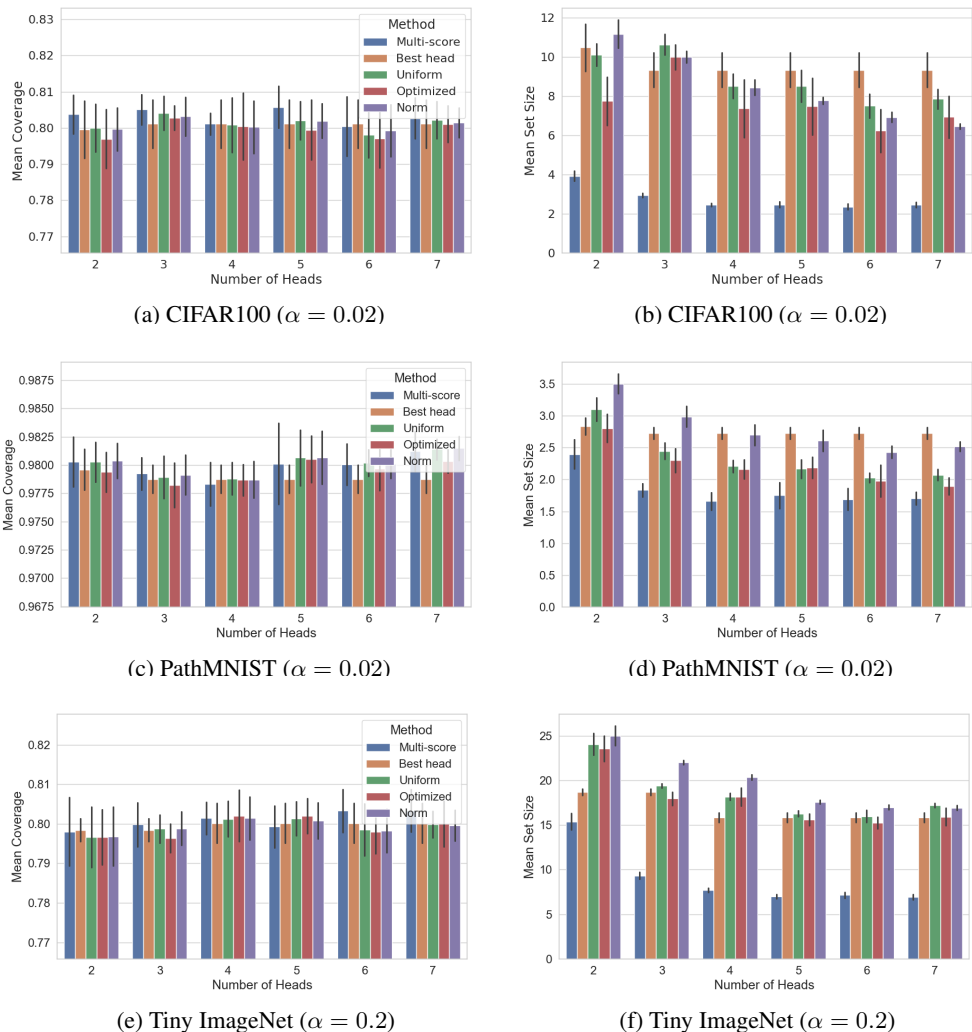 0.83
0.82
0.81
0.80
0.79
0.78
0.77
Mean Coverage
2 3 4 5 6 7
Number of Heads
Method
Multi-score
Best head
Uniform
Optimized
Norm
(a) CIFAR100 (α = 0.02)
12
10
8
6
4
2
0
Mean Set Size
2 3 4 5 6 7
Number of Heads
(b) CIFAR100 (α = 0.02)
0.9875
0.9850
0.9825
0.9800
0.9775
0.9750
0.9725
0.9700
0.9675
Mean Coverage
2 3 4 5 6 7
Number of Heads
Method
Multi-score
Best head
Uniform
Optimized
Norm
(c) PathMNIST (α = 0.02)
3.5
3.0
2.5
2.0
1.5
1.0
0.5
0.0
Mean Set Size
2 3 4 5 6 7
Number of Heads
(d) PathMNIST (α = 0.02)
0.82
0.81
0.80
0.79
0.78
0.77
Mean Coverage
2 3 4 5 6 7
Number of Heads
Method
Multi-score
Best head
Uniform
Optimized
Norm
(e) Tiny ImageNet (α = 0.2)
25
20
15
10
5
0
Mean Set Size
2 3 4 5 6 7
Number of Heads
(f) Tiny ImageNet (α = 0.2)